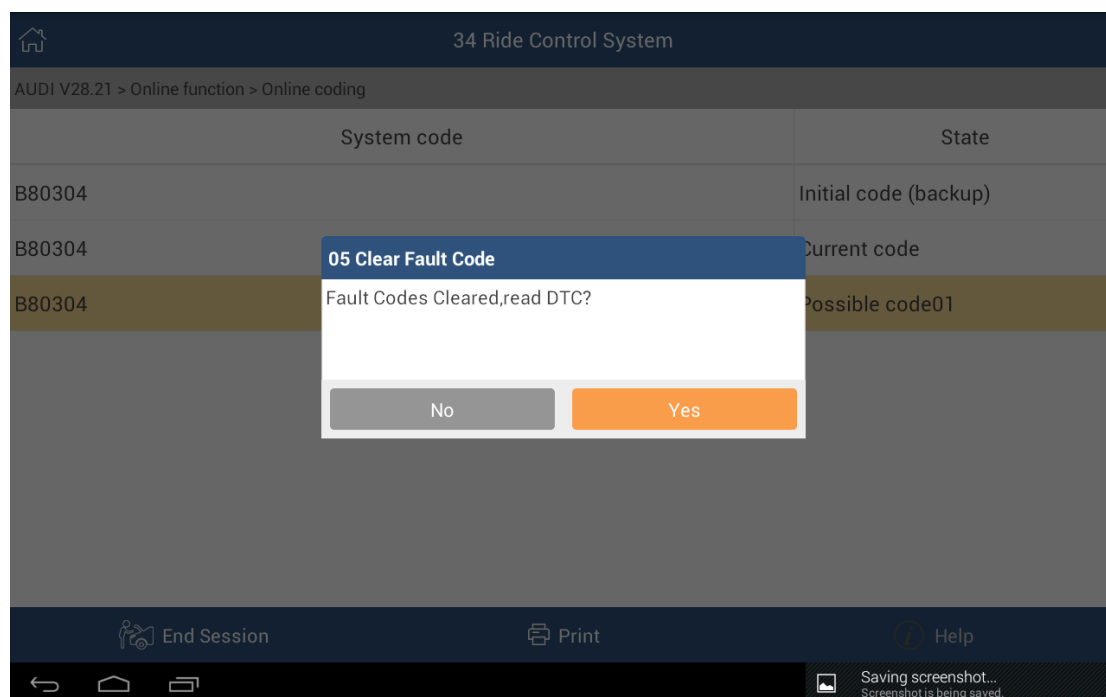 34 Ride Control System
AUDI V28.21 > Online function > Online coding
System code State
B80304 Initial code (backup)
B80304 Current code
B80304 Possible code01
05 Clear Fault Code
Fault Codes Cleared,read DTC?
No Yes
End Session Print Help
Saving screenshot...
Screenshot is being saved.